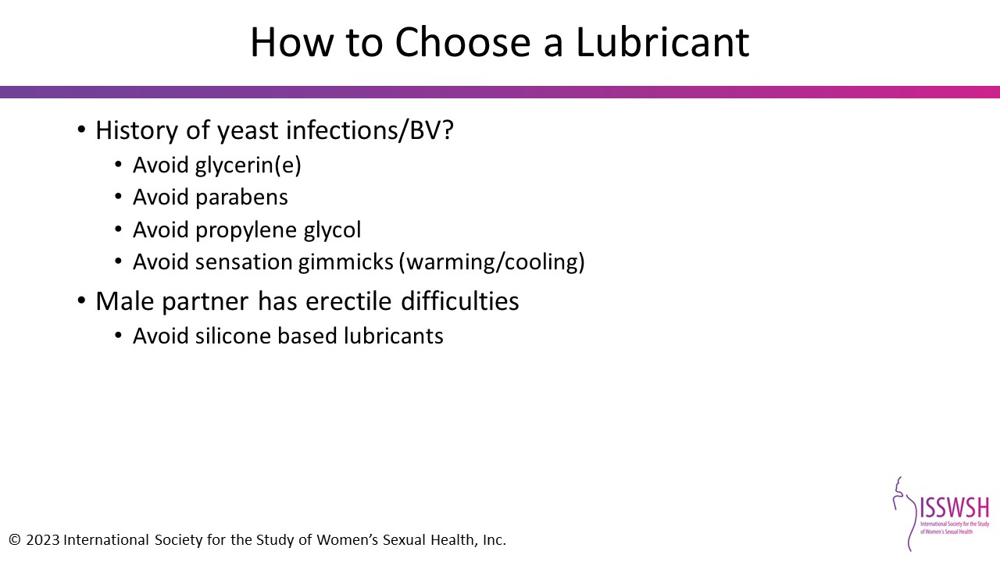 How to Choose a Lubricant
• History of yeast infections/BV?
• Avoid glycerin(e)
• Avoid parabens
• Avoid propylene glycol
• Avoid sensation gimmicks (warming/cooling)
• Male partner has erectile difficulties
• Avoid silicone based lubricants
ISSWSH
International Society for the Study
of Women's Sexual Health
© 2023 International Society for the Study of Women’s Sexual Health, Inc.